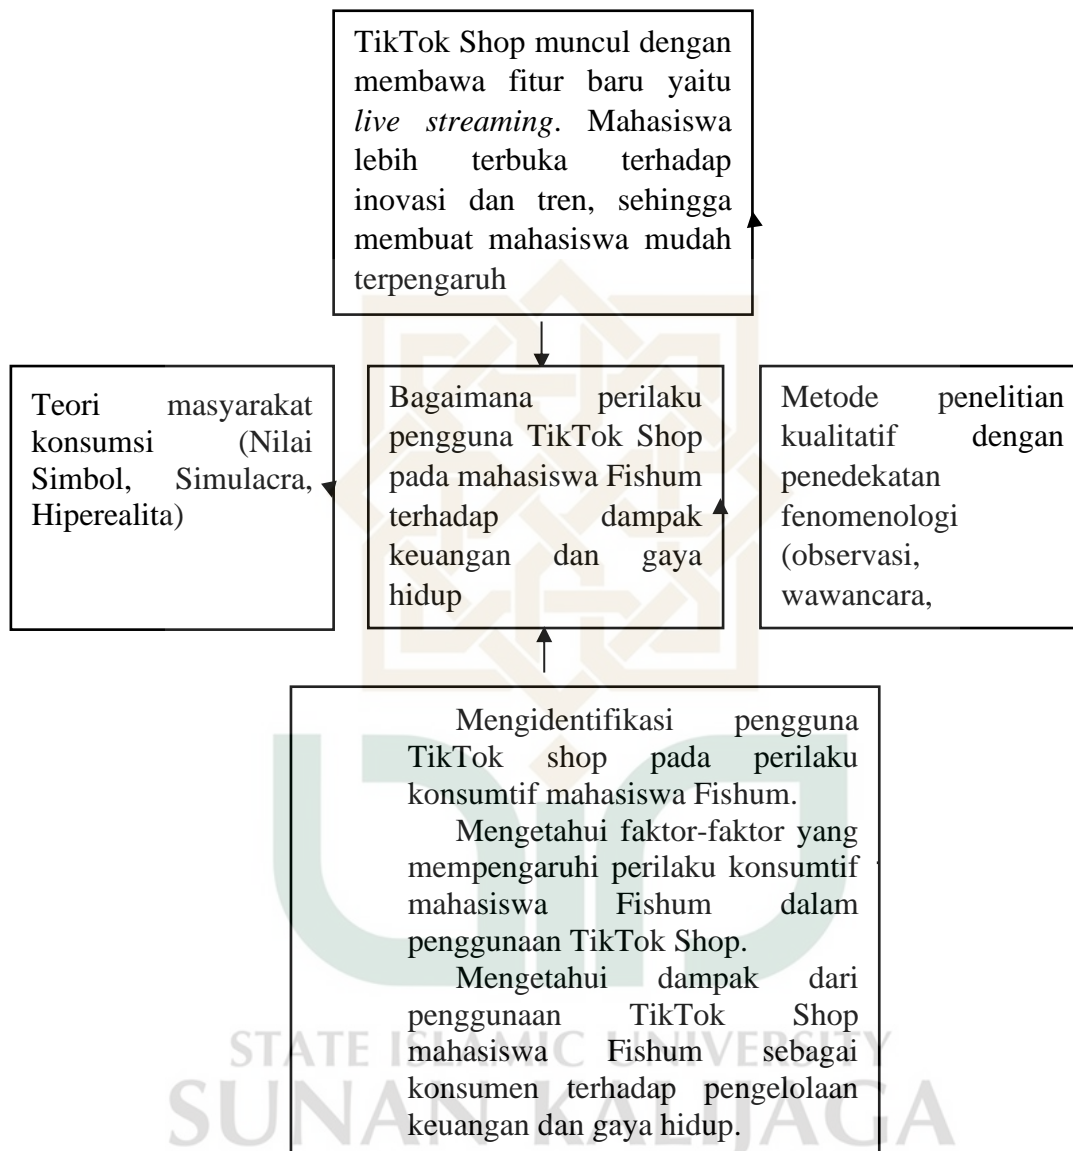 TikTok Shop muncul dengan
membawa fitur baru yaitu
live streaming. Mahasiswa
lebih terbuka terhadap
inovasi dan tren, sehingga
membuat mahasiswa mudah
terpengaruh
Teori masyarakat
konsumsi (Nilai
Simbol, Simulacra,
Hiperealita)
Bagaimana perilaku
pengguna TikTok Shop
pada mahasiswa Fishum
terhadap dampak
keuangan dan gaya
hidup
Metode penelitian
kualitatif dengan
penedekatan
fenomenologi
(observasi,
wawancara,
Mengidentifikasi pengguna
TikTok shop pada perilaku
konsumtif mahasiswa Fishum.
Mengetahui faktor-faktor yang
mempengaruhi perilaku konsumtif
mahasiswa Fishum dalam
penggunaan TikTok Shop.
Mengetahui dampak dari
penggunaan TikTok Shop
mahasiswa Fishum sebagai
konsumen terhadap pengelolaan
keuangan dan gaya hidup.
STATE ISLAMIC UNIVERSITY
SUNAN KALIJAGA